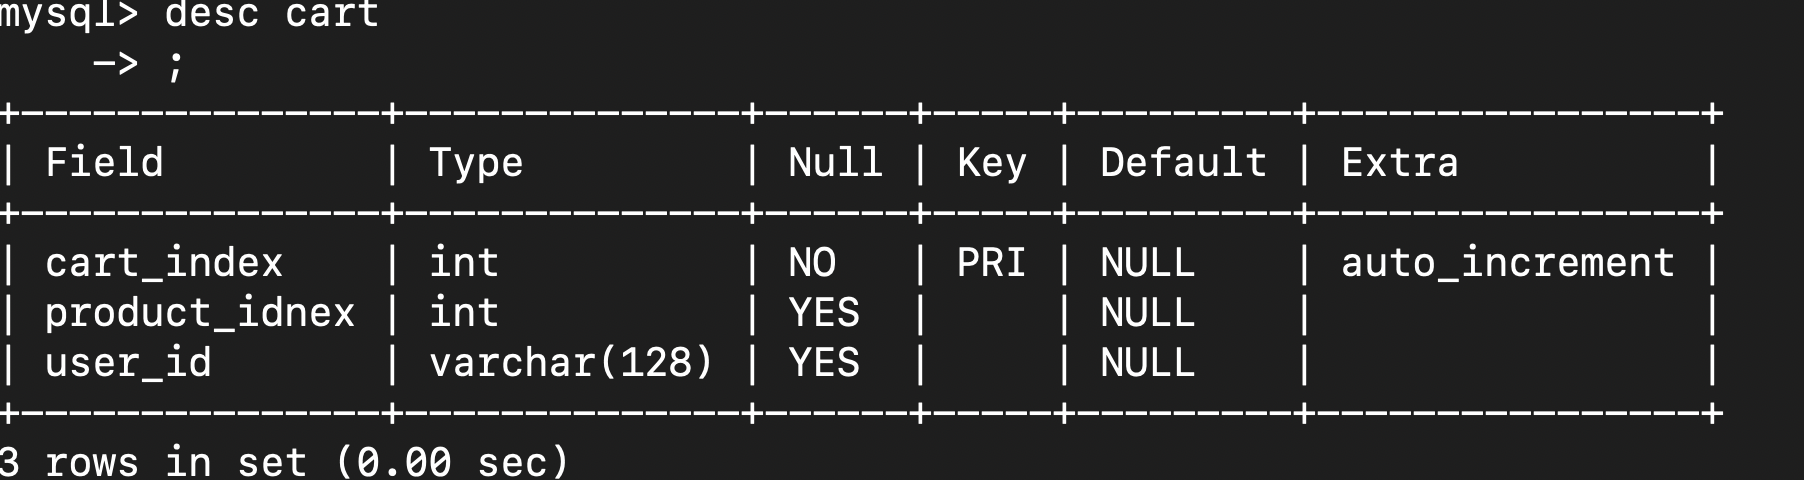 mysql> desc cart
    -> ;
+---------------+--------------+------+-----+---------+----------------+
| Field         | Type         | Null | Key | Default | Extra          |
+---------------+--------------+------+-----+---------+----------------+
| cart_index    | int          | NO   | PRI | NULL    | auto_increment |
| product_idnex | int          | YES  |     | NULL    |                |
| user_id       | varchar(128) | YES  |     | NULL    |                |
+---------------+--------------+------+-----+---------+----------------+
3 rows in set (0.00 sec)